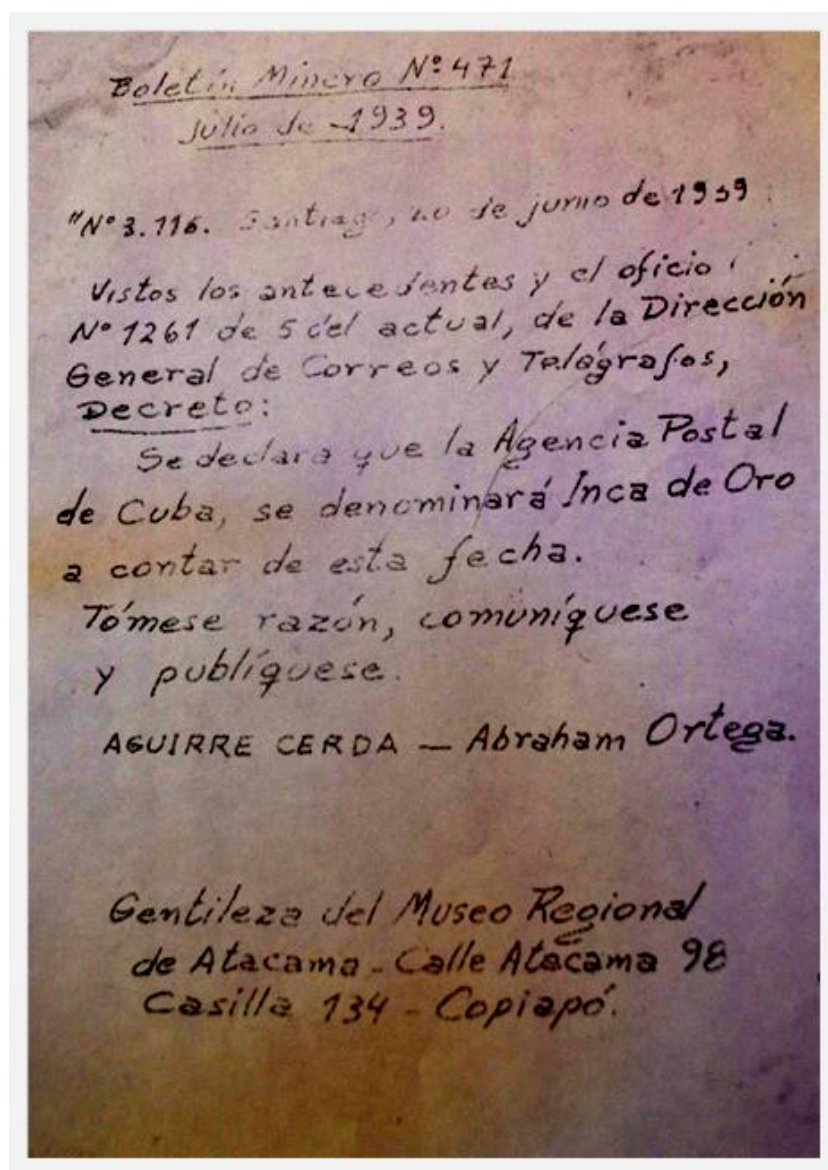 Boletín Minero Nº 471
Julio de 1939.
"Nº 3.116. Santiago, 20 de junio de 1939
Vistos los antecedentes y el oficio
Nº 1261 de 5 del actual, de la Dirección
General de Correos y Telégrafos,
Decreto:
Se declara que la Agencia Postal
de Cuba, se denominará Inca de Oro
a contar de esta fecha.
Tómese razón, comuníquese
y publíquese.
AGUIRRE CERDA — Abraham Ortega.
Gentileza del Museo Regional
de Atacama - Calle Atacama 98
Casilla 134 - Copiapó.